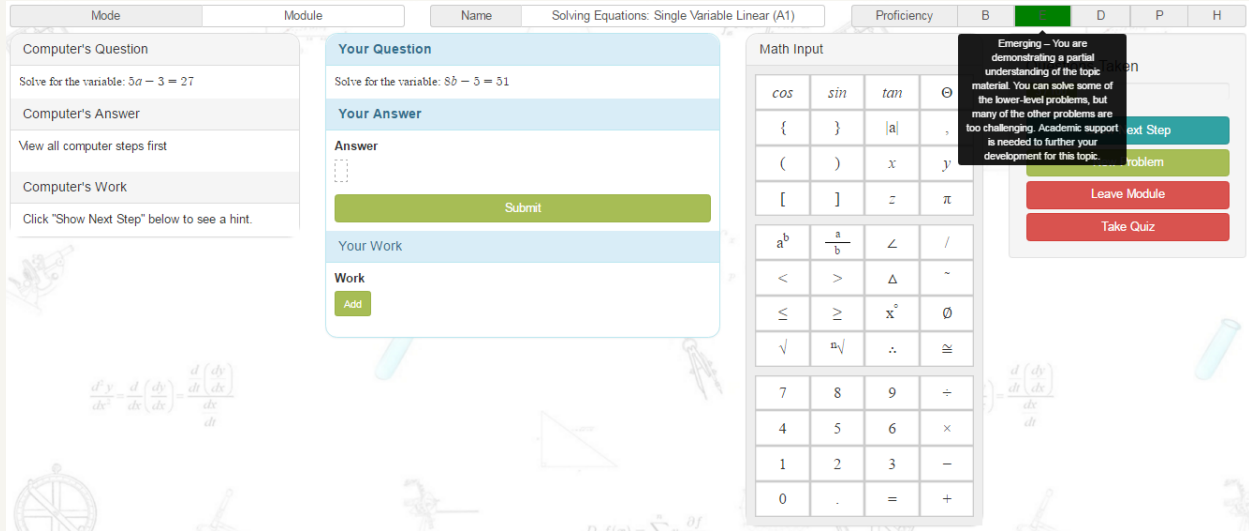 Mode Module Name Solving Equations: Single Variable Linear (A1) Proficiency B E D P H
Computer's Question
Solve for the variable: 5a − 3 = 27
Computer's Answer
View all computer steps first
Computer's Work
Click "Show Next Step" below to see a hint.
Your Question
Solve for the variable: 8b − 5 = 51
Your Answer
Answer
Submit
Your Work
Work
Add
Math Input
cos sin tan Θ
{ } |a| ,
( ) x y
[ ] z π
a^b a/b ∠ /
< > Δ ~
≤ ≥ x° Ø
√ ⁿ√ ∴ ≅
7 8 9 ÷
4 5 6 ×
1 2 3 −
0 . = +
Emerging – You are
demonstrating a partial
understanding of the topic
material. You can solve some of
the lower-level problems, but
many of the other problems are
too challenging. Academic support
is needed to further your
development for this topic.
Step
Leave Module
Take Quiz